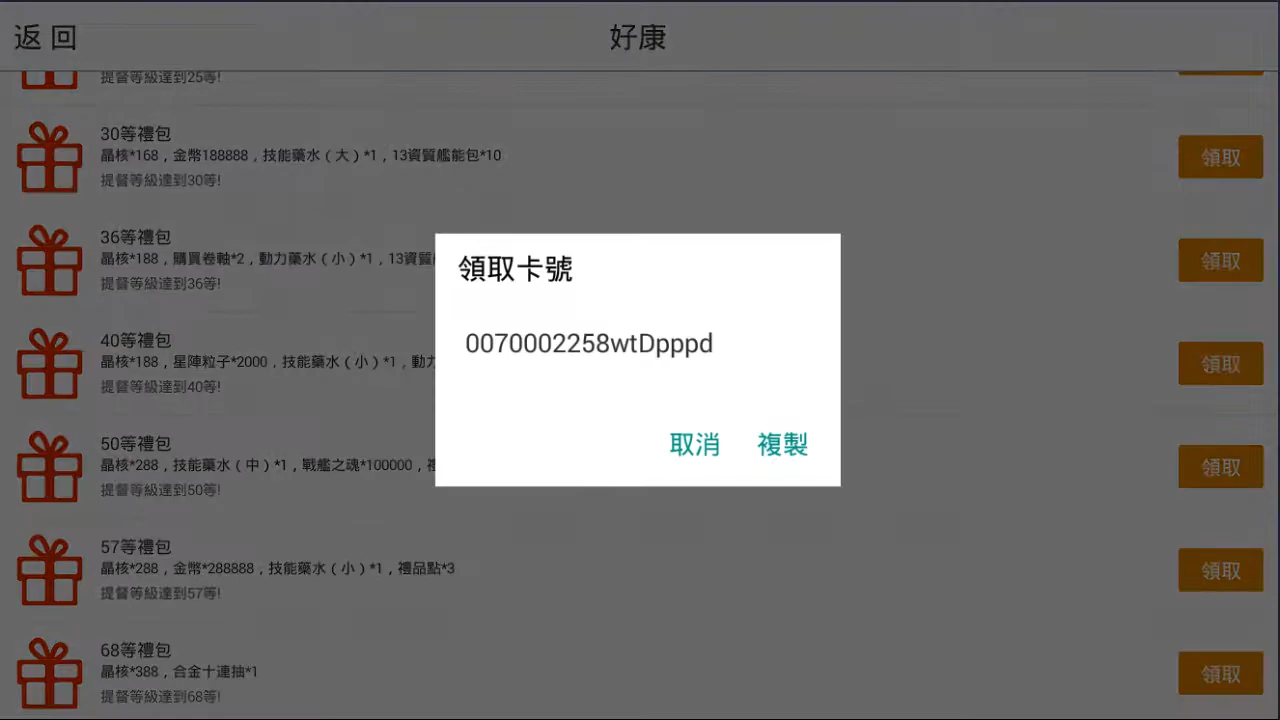 返回
好康
提督等級達到25等!
30等禮包
晶核*168，金幣188888，技能藥水（大）*1，13資質艦能包*10
提督等級達到30等!
領取
36等禮包
晶核*188，購買卷軸*2，動力藥水（小）*1，13資質
提督等級達到36等!
領取
40等禮包
晶核*188，星陣粒子*2000，技能藥水（小）*1，動力
提督等級達到40等!
領取
50等禮包
晶核*288，技能藥水（中）*1，戰艦之魂*100000，禮
提督等級達到50等!
領取
57等禮包
晶核*288，金幣*288888，技能藥水（小）*1，禮品點*3
提督等級達到57等!
領取
68等禮包
晶核*388，合金十連抽*1
提督等級達到68等!
領取
領取卡號
0070002258wtDpppd
取消 複製